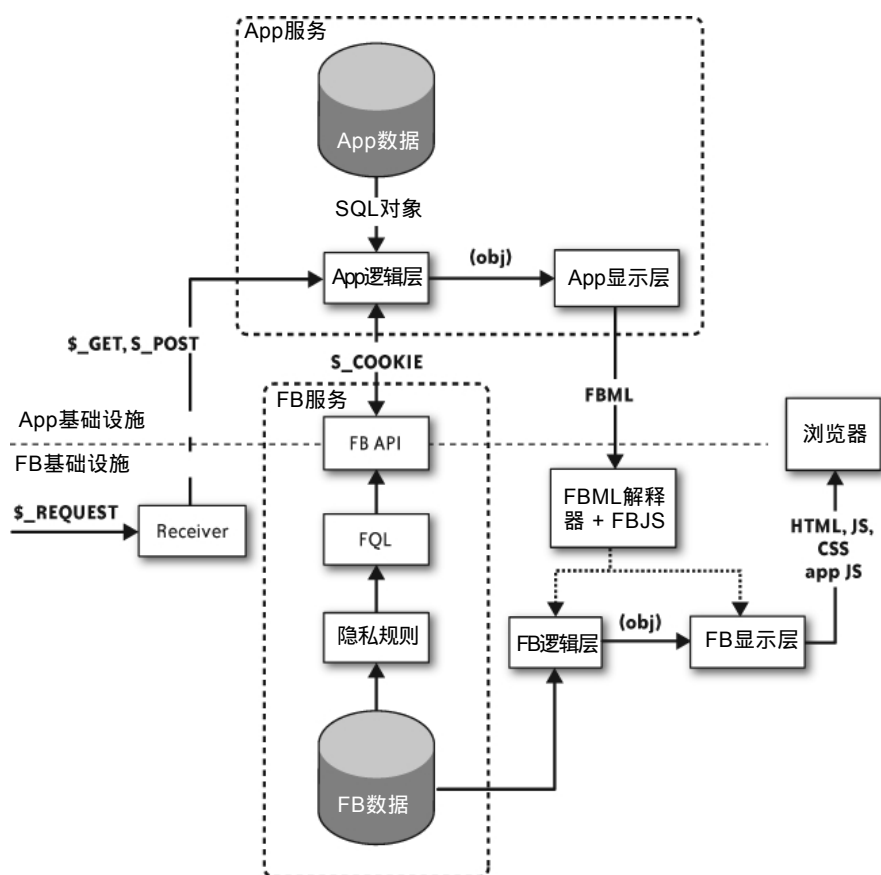 App服务
App数据
SQL对象
App逻辑层
(obj)
App显示层
$_GET, S_POST
S_COOKIE
FB服务
FBML
App基础设施
FB API
浏览器
FB基础设施
$_REQUEST
Receiver
FQL
FBML解释
器 + FBJS
HTML, JS,
CSS
app JS
隐私规则
FB逻辑层
(obj)
FB显示层
FB数据